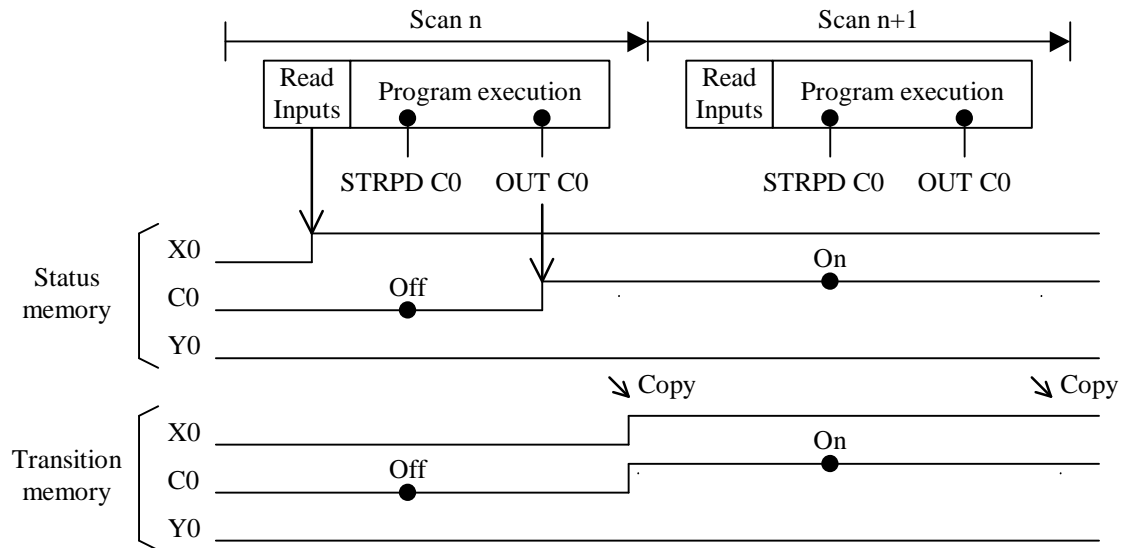 Scan n Scan n+1
Read Program execution Read Program execution
Inputs Inputs
STRPD C0 OUT C0 STRPD C0 OUT C0
X0
On
Status Off
C0
memory
Y0
Copy Copy
X0
On
Transition Off
C0
memory
Y0